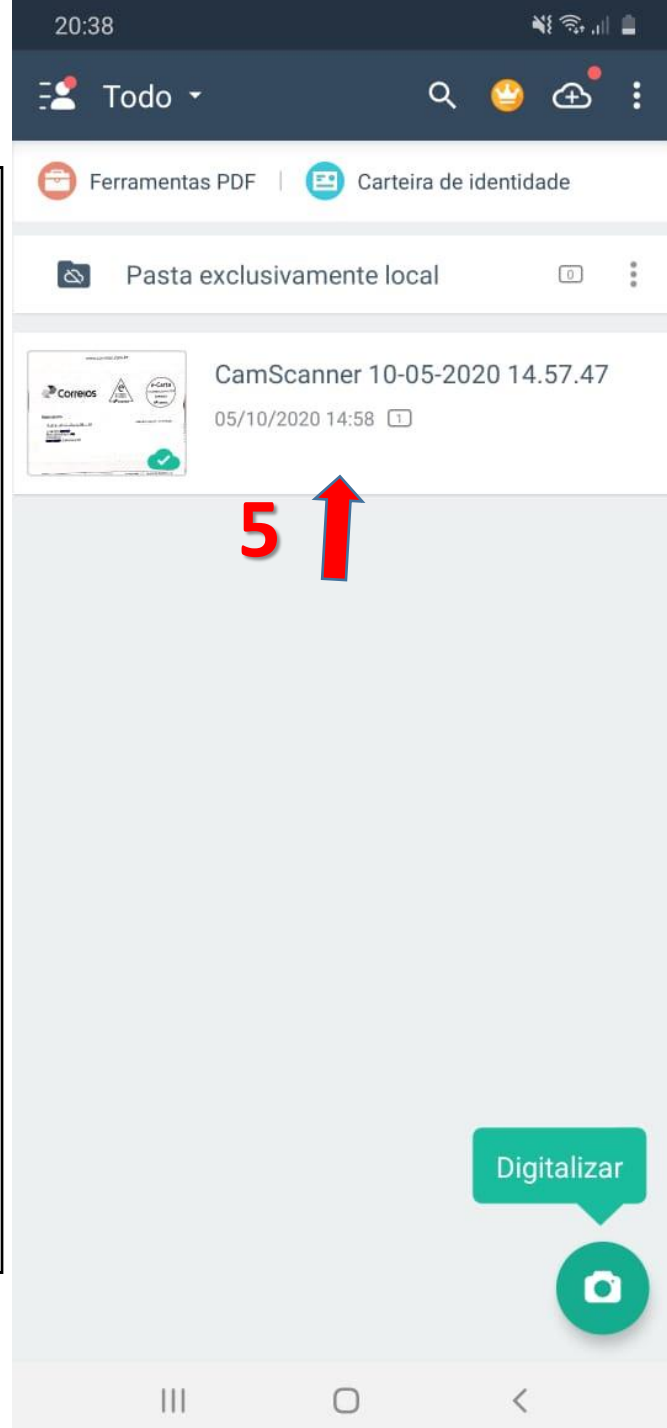 20:38
Todo
Ferramentas PDF
Carteira de identidade
Pasta exclusivamente local
0
CamScanner 10-05-2020 14.57.47
05/10/2020 14:58 1
Correios
e-Carta
5
Digitalizar